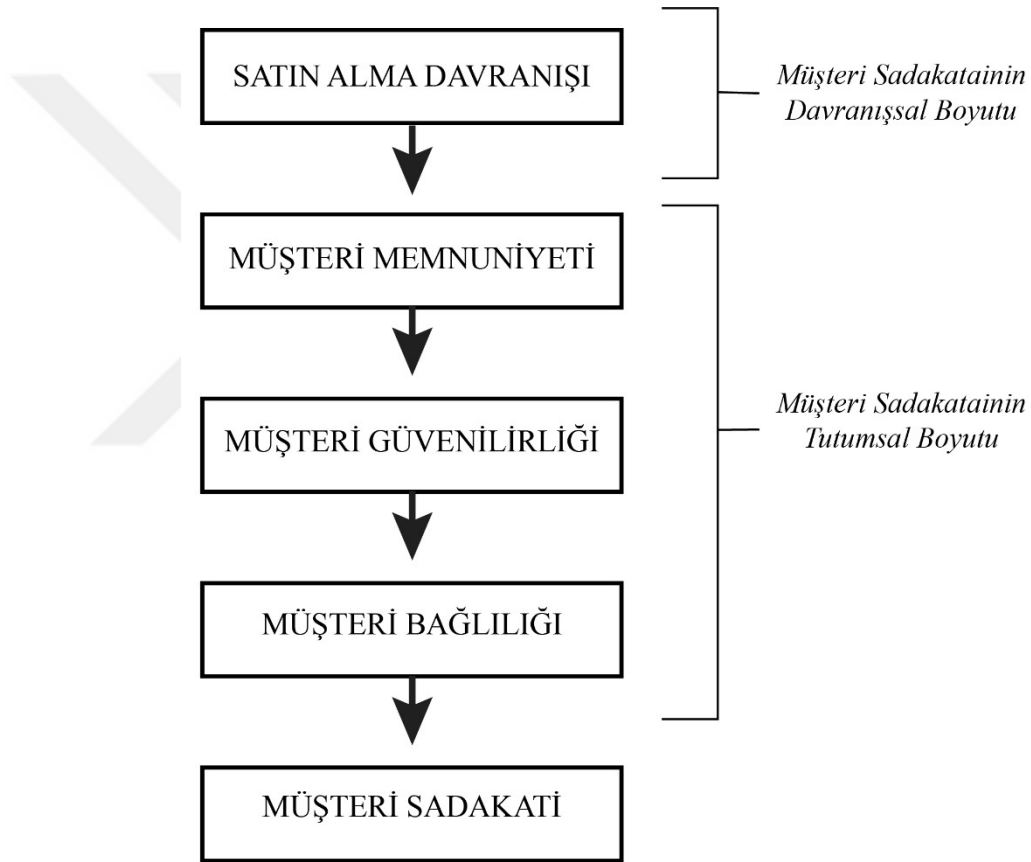 SATIN ALMA DAVRANIŞI
Müşteri Sadakatainin
Davranışsal Boyutu
MÜŞTERİ MEMNUNİYETİ
MÜŞTERİ GÜVENİLİRLİĞİ
Müşteri Sadakatainin
Tutumsal Boyutu
MÜŞTERİ BAĞLILIĞI
MÜŞTERİ SADAKATİ